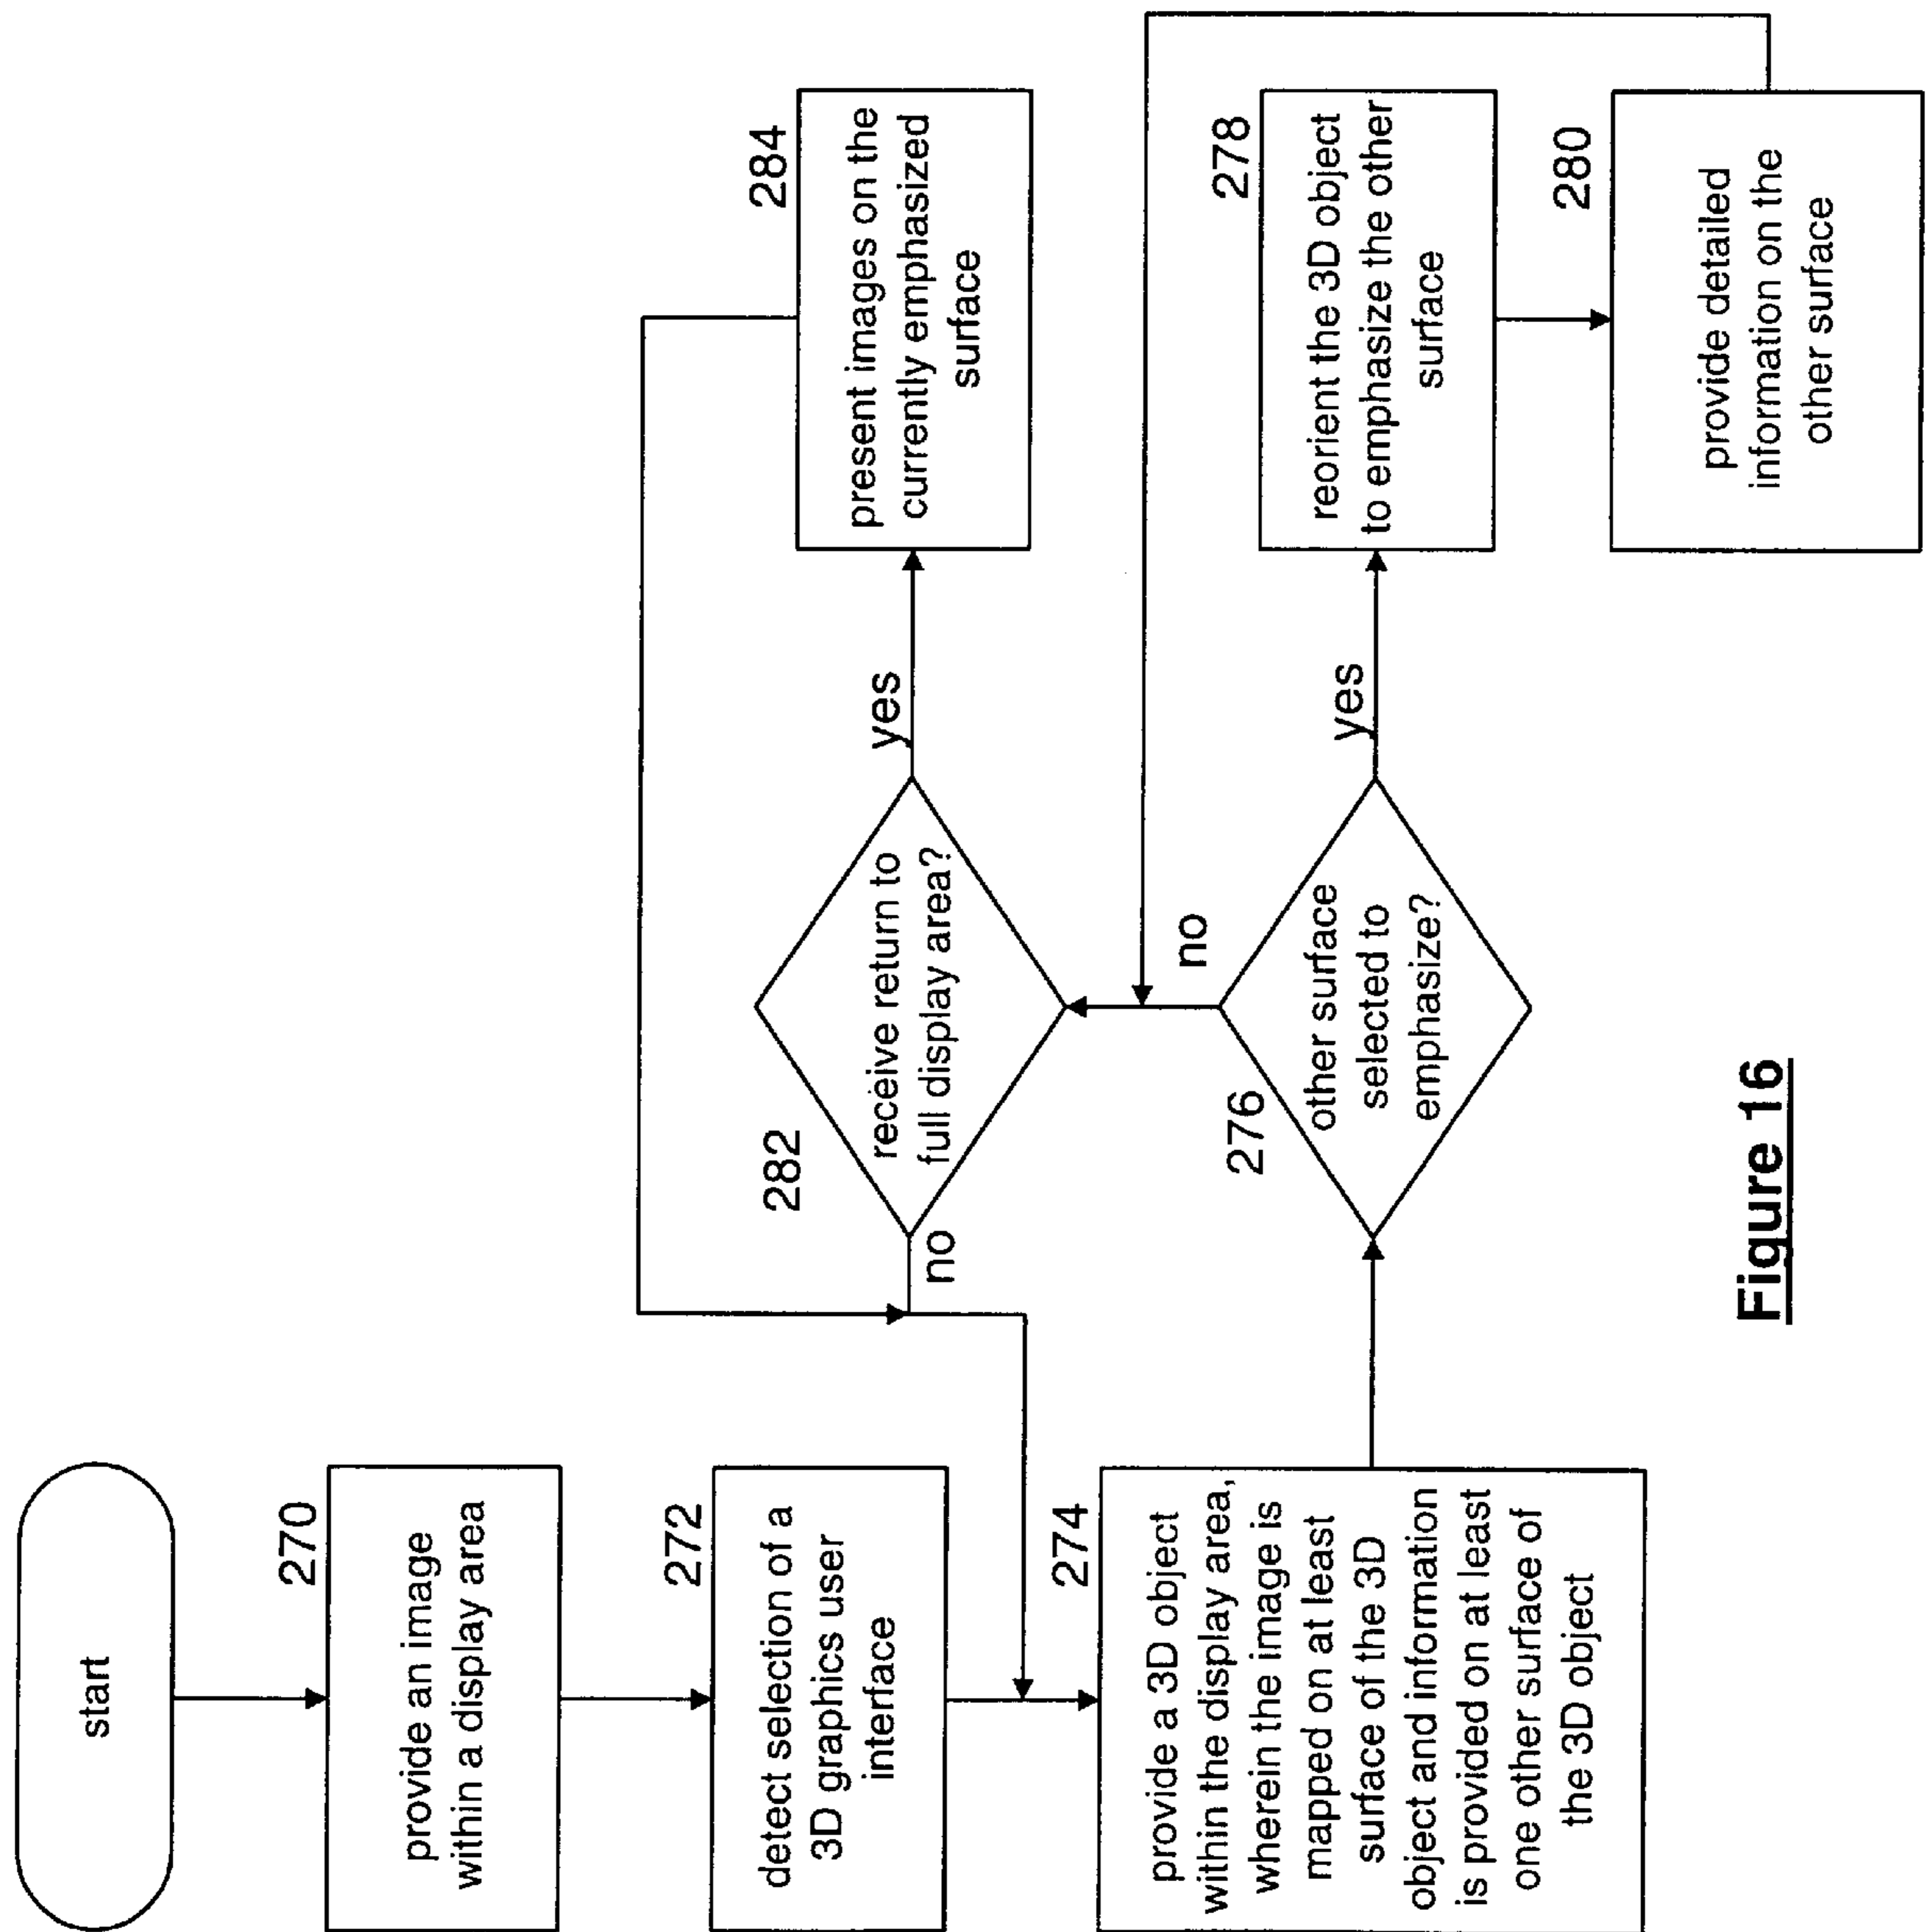 start
270
provide an image
within a display area
272
detect selection of a
3D graphics user
interface
274
provide a 3D object
within the display area,
wherein the image is
mapped on at least
surface of the 3D
object and information
is provided on at least
one other surface of
the 3D object
276
other surface
selected to
emphasize?
yes
no
278
reorient the 3D object
to emphasize the other
surface
280
provide detailed
information on the
other surface
282
receive return to
full display area?
yes
no
284
present images on the
currently emphasized
surface
Figure 16